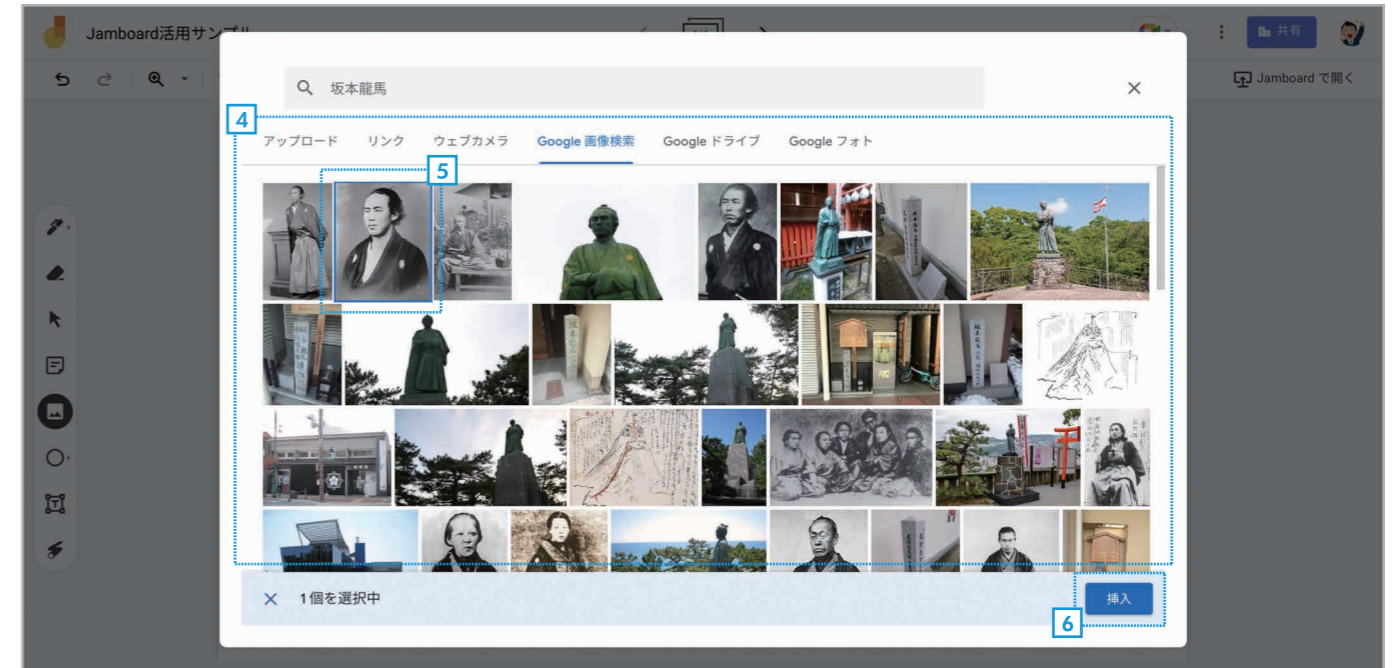 Jamboard活用サンプル
共有
Jamboard で開く
坂本龍馬
4
アップロード リンク ウェブカメラ Google 画像検索 Google ドライブ Google フォト
5
1個を選択中
挿入
6